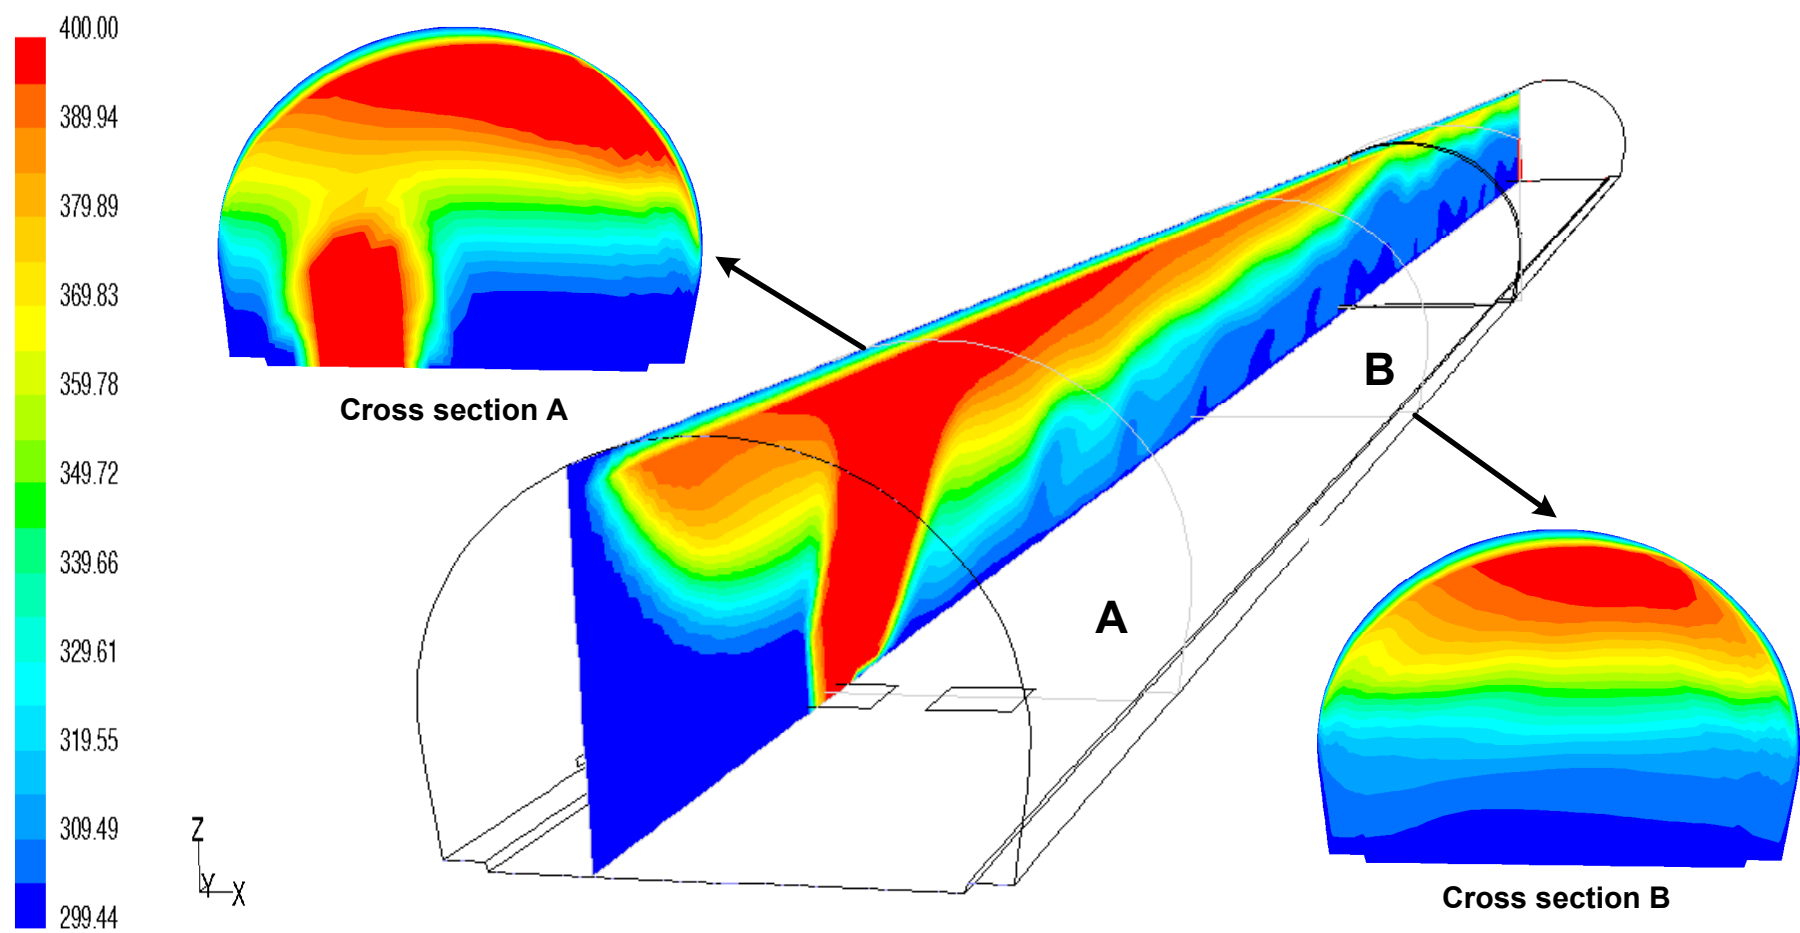 400.00
389.94
379.89
369.83
359.78
349.72
339.66
329.61
319.55
309.49
299.44
Cross section A
B
A
Cross section B
Z
Y
X